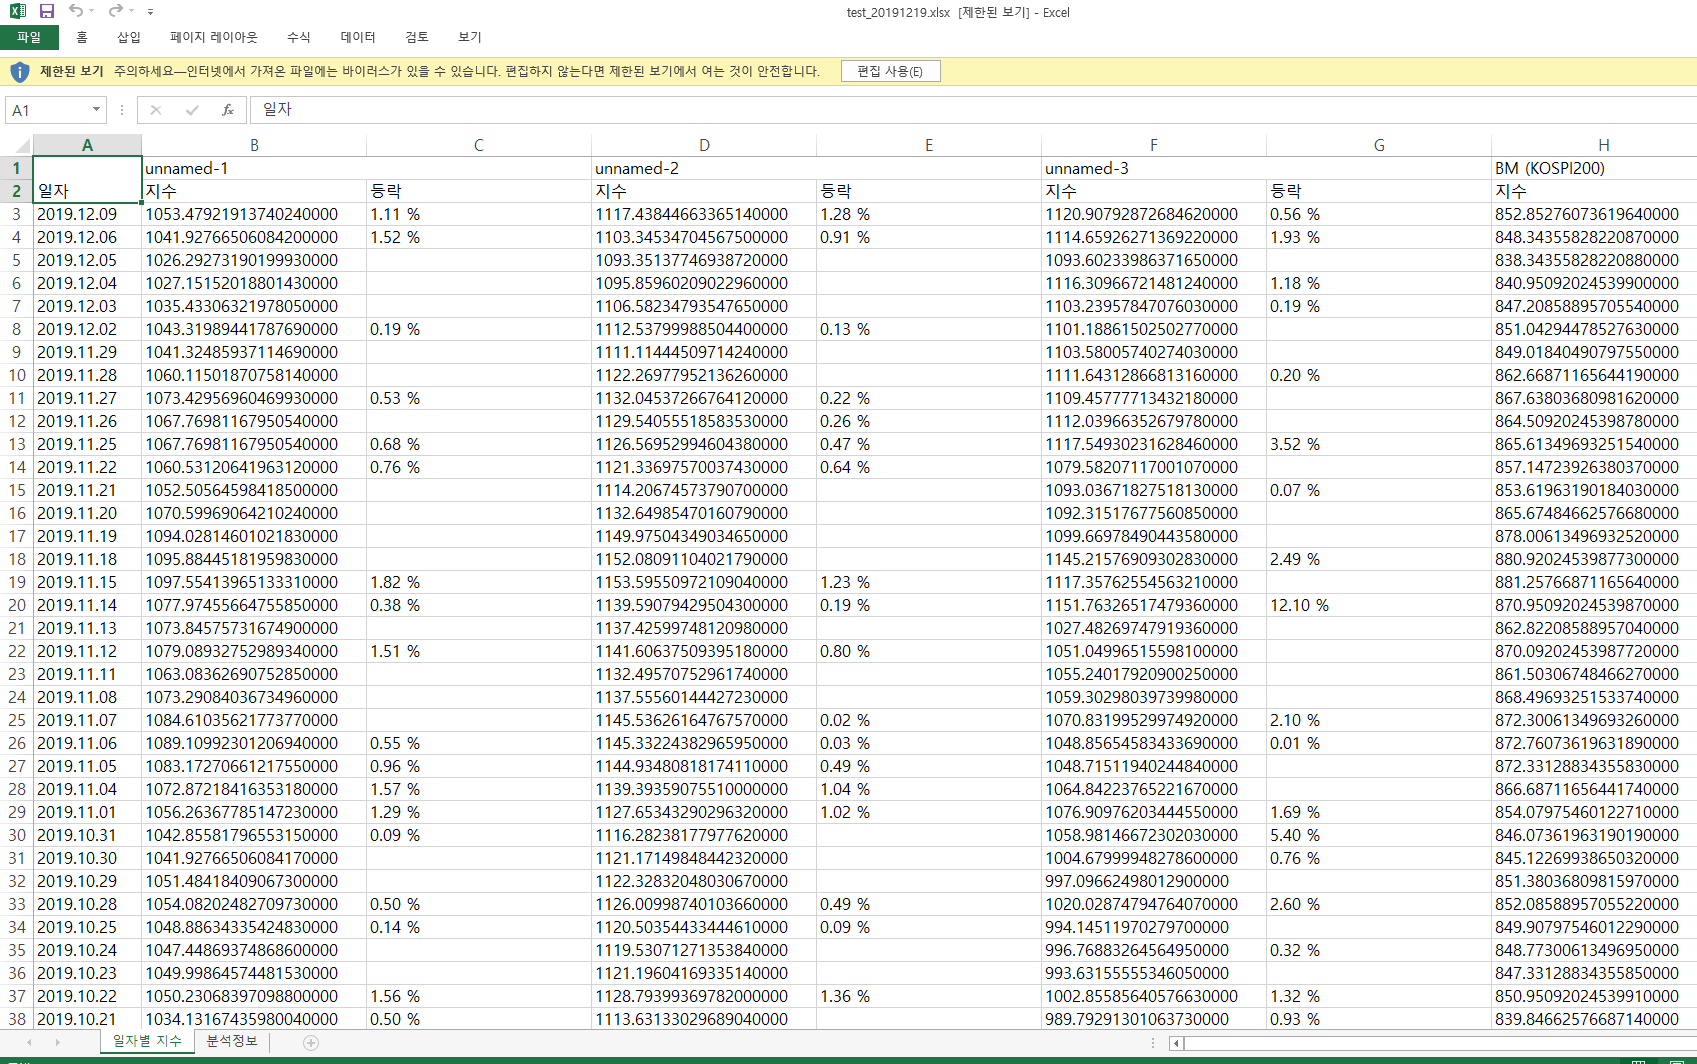 test_20191219.xlsx [제한된 보기] - Excel
파일 홈 삽입 페이지 레이아웃 수식 데이터 검토 보기
제한된 보기 주의하세요—인터넷에서 가져온 파일에는 바이러스가 있을 수 있습니다. 편집하지 않는다면 제한된 보기에서 여는 것이 안전합니다. 편집 사용(E)
A1 fx 일자
A B C D E F G H
1 unnamed-1 unnamed-2 unnamed-3 BM (KOSPI200)
2 일자 지수 등락 지수 등락 지수 등락 지수
3 2019.12.09 1053.47921913740240000 1.11 % 1117.43844663365140000 1.28 % 1120.90792872684620000 0.56 % 852.85276073619640000
4 2019.12.06 1041.92766506084200000 1.52 % 1103.34534704567500000 0.91 % 1114.65926271369220000 1.93 % 848.34355828220870000
5 2019.12.05 1026.29273190199930000 1093.35137746938720000 1093.60233986371650000 838.34355828220880000
6 2019.12.04 1027.15152018801430000 1095.85960209022960000 1116.30966721481240000 1.18 % 840.95092024539900000
7 2019.12.03 1035.43306321978050000 1106.58234793547650000 1103.23957847076030000 0.19 % 847.20858895705540000
8 2019.12.02 1043.31989441787690000 0.19 % 1112.53799988504400000 0.13 % 1101.18861502502770000 851.04294478527630000
9 2019.11.29 1041.32485937114690000 1111.11444509714240000 1103.58005740274030000 849.01840490797550000
10 2019.11.28 1060.11501870758140000 1122.26977952136260000 1111.64312866813160000 0.20 % 862.66871165644190000
11 2019.11.27 1073.42956960469930000 0.53 % 1132.04537266764120000 0.22 % 1109.45777713432180000 867.63803680981620000
12 2019.11.26 1067.76981167950540000 1129.54055518583530000 0.26 % 1112.03966352679780000 864.50920245398780000
13 2019.11.25 1067.76981167950540000 0.68 % 1126.56952994604380000 0.47 % 1117.54930231628460000 3.52 % 865.61349693251540000
14 2019.11.22 1060.53120641963120000 0.76 % 1121.33697570037430000 0.64 % 1079.58207117001070000 857.14723926380370000
15 2019.11.21 1052.50564598418500000 1114.20674573790700000 1093.03671827518130000 0.07 % 853.61963190184030000
16 2019.11.20 1070.59969064210240000 1132.64985470160790000 1092.31517677560850000 865.67484662576680000
17 2019.11.19 1094.02814601021830000 1149.97504349034650000 1099.66978490443580000 878.00613496932520000
18 2019.11.18 1095.88445181959830000 1152.08091104021790000 1145.21576909302830000 2.49 % 880.92024539877300000
19 2019.11.15 1097.55413965133310000 1.82 % 1153.59550972109040000 1.23 % 1117.35762554563210000 881.25766871165640000
20 2019.11.14 1077.97455664755850000 0.38 % 1139.59079429504300000 0.19 % 1151.76326517479360000 12.10 % 870.95092024539870000
21 2019.11.13 1073.84575731674900000 1137.42599748120980000 1027.48269747919360000 862.82208588957040000
22 2019.11.12 1079.08932752989340000 1.51 % 1141.60637509395180000 0.80 % 1051.04996515598100000 870.09202453987720000
23 2019.11.11 1063.08362690752850000 1132.49570752961740000 1055.24017920900250000 861.50306748466270000
24 2019.11.08 1073.29084036734960000 1137.55560144427230000 1059.30298039739980000 868.49693251533740000
25 2019.11.07 1084.61035621773770000 1145.53626164767570000 0.02 % 1070.83199529974920000 2.10 % 872.30061349693260000
26 2019.11.06 1089.10992301206940000 0.55 % 1145.33224382965950000 0.03 % 1048.85654583433690000 0.01 % 872.76073619631890000
27 2019.11.05 1083.17270661217550000 0.96 % 1144.93480818174110000 0.49 % 1048.71511940244840000 872.33128834355830000
28 2019.11.04 1072.87218416353180000 1.57 % 1139.39359075510000000 1.04 % 1064.84223765221670000 866.68711656441740000
29 2019.11.01 1056.26367785147230000 1.29 % 1127.65343290296320000 1.02 % 1076.90976203444550000 1.69 % 854.07975460122710000
30 2019.10.31 1042.85581796553150000 0.09 % 1116.28238177977620000 1058.98146672302030000 5.40 % 846.07361963190190000
31 2019.10.30 1041.92766506084170000 1121.17149848442320000 1004.67999948278600000 0.76 % 845.12269938650320000
32 2019.10.29 1051.48418409067300000 1122.32832048030670000 997.09662498012900000 851.38036809815970000
33 2019.10.28 1054.08202482709730000 0.50 % 1126.00998740103660000 0.49 % 1020.02874794764070000 2.60 % 852.08588957055220000
34 2019.10.25 1048.88634335424830000 0.14 % 1120.50354433444610000 0.09 % 994.14511970279700000 849.90797546012290000
35 2019.10.24 1047.44869374868600000 1119.53071271353840000 996.76883264564950000 0.32 % 848.77300613496950000
36 2019.10.23 1049.99864574481530000 1121.19604169335140000 993.63155555346050000 847.33128834355850000
37 2019.10.22 1050.23068397098800000 1.56 % 1128.79399369782000000 1.36 % 1002.85585640576630000 1.32 % 850.95092024539910000
38 2019.10.21 1034.13167435980040000 0.50 % 1113.63133029689040000 989.79291301063730000 0.93 % 839.84662576687140000
일자별 지수 분석정보